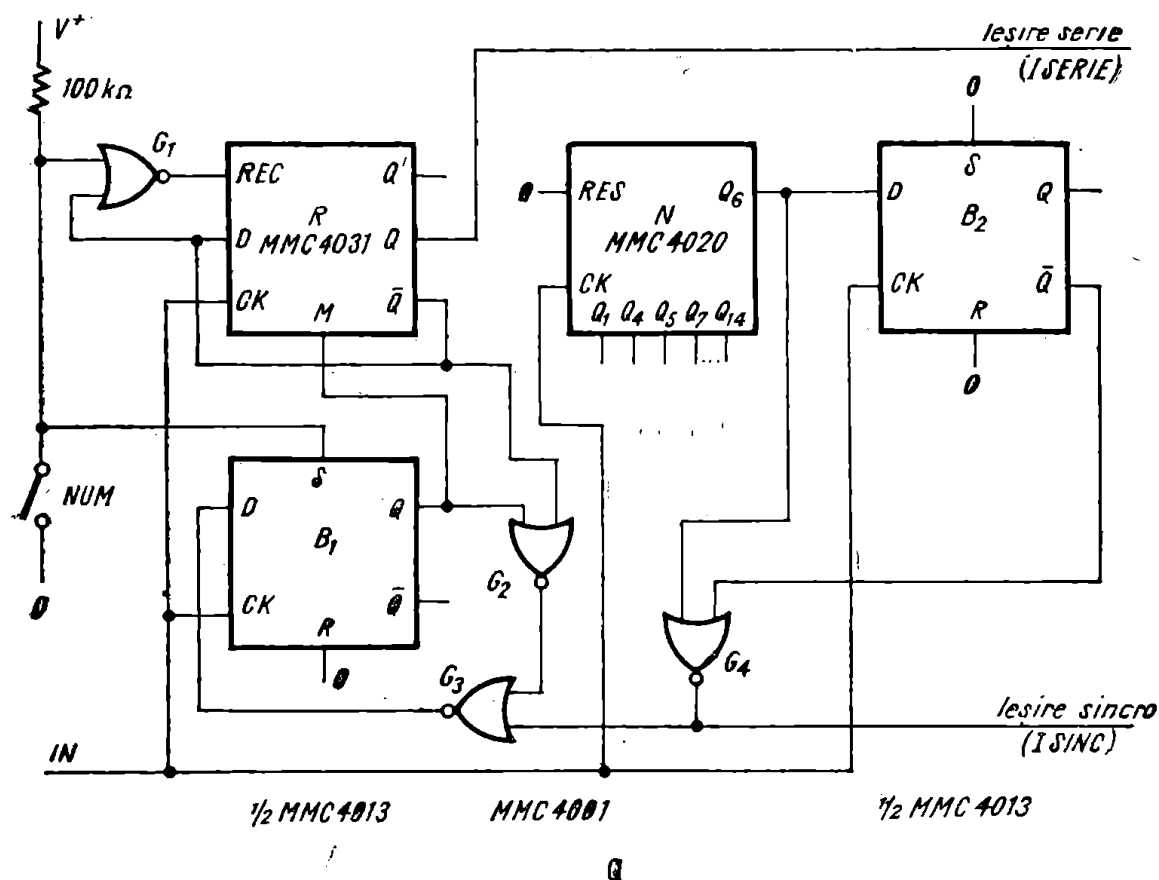 V⁺
100 kΩ
Iesire serie
(ISERIE)
G₁
REC
Q'
R
MMC4031
D
Q
CK
Q̄
M
0
RES
Q₆
N
MMC4020
CK
Q₁ Q₄ Q₅ Q₇ ... Q₁₄
0
S
D
Q
B₂
CK
Q̄
R
0
NUM
0
S
D
Q
B₁
CK
Q̄
R
0
G₂
G₃
G₄
Iesire sincro
(ISINC)
IN
1/2 MMC4013
MMC4001
1/2 MMC4013